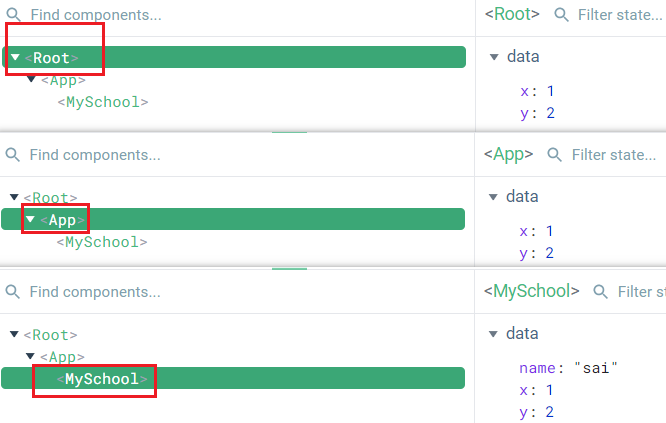 Find components...
<Root>
Filter state...
<Root>
<App>
<MySchool>
data
x: 1
y: 2
Find components...
<App>
Filter state...
<Root>
<App>
<MySchool>
data
x: 1
y: 2
Find components...
<MySchool>
Filter s
<Root>
<App>
<MySchool>
data
name: "sai"
x: 1
y: 2